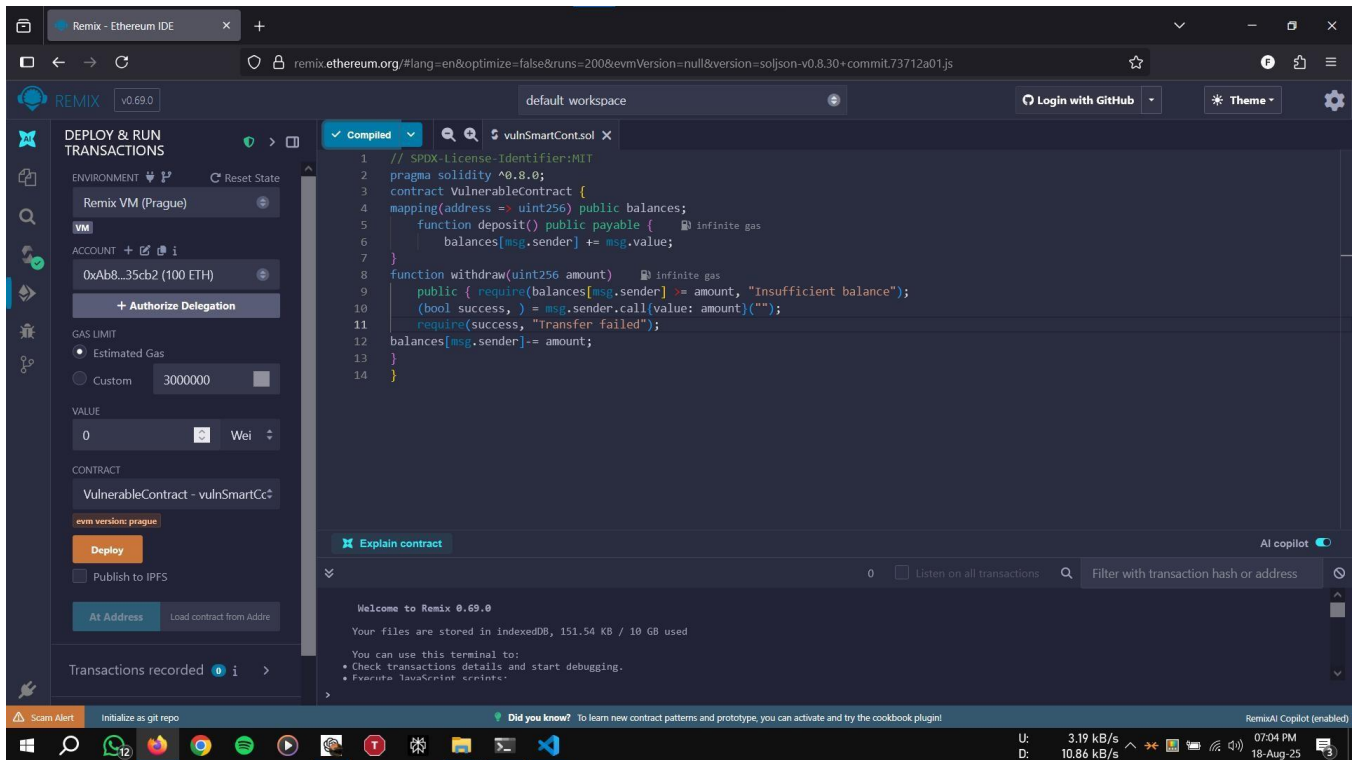 Remix - Ethereum IDE
remix.ethereum.org/#lang=en&optimize=false&runs=200&evmVersion=null&version=soljson-v0.8.30+commit.73712a01.js
REMIX v0.69.0
default workspace
Login with GitHub
Theme
DEPLOY & RUN
TRANSACTIONS
ENVIRONMENT
Reset State
Remix VM (Prague)
VM
ACCOUNT
0xAb8...35cb2 (100 ETH)
+ Authorize Delegation
GAS LIMIT
Estimated Gas
Custom 3000000
VALUE
0 Wei
CONTRACT
VulnerableContract - vulnSmartCc
evm version: prague
Deploy
Publish to IPFS
At Address Load contract from Addre
Transactions recorded 0 i
Compiled
vulnSmartCont.sol
1 // SPDX-License-Identifier:MIT
2 pragma solidity ^0.8.0;
3 contract VulnerableContract {
4 mapping(address => uint256) public balances;
5 function deposit() public payable { infinite gas
6 balances[msg.sender] += msg.value;
7 }
8 function withdraw(uint256 amount) infinite gas
9 public { require(balances[msg.sender] >= amount, "Insufficient balance");
10 (bool success, ) = msg.sender.call{value: amount}("");
11 require(success, "Transfer failed");
12 balances[msg.sender]-= amount;
13 }
14 }
Explain contract
AI copilot
0 Listen on all transactions Filter with transaction hash or address
Welcome to Remix 0.69.0
Your files are stored in indexedDB, 151.54 KB / 10 GB used
You can use this terminal to:
• Check transactions details and start debugging.
• Execute JavaScript scripts:
>
Scam Alert
Initialize as git repo
Did you know? To learn new contract patterns and prototype, you can activate and try the cookbook plugin!
RemixAI Copilot (enabled)
12
U: 3.19 kB/s
D: 10.86 kB/s
07:04 PM
18-Aug-25
3